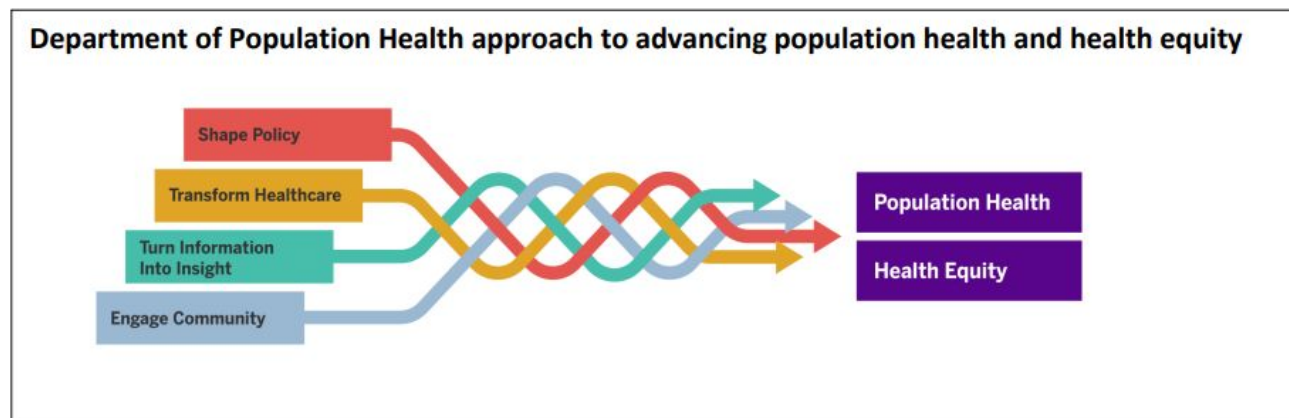 Department of Population Health approach to advancing population health and health equity
Shape Policy
Transform Healthcare
Turn Information
Into Insight
Engage Community
Population Health
Health Equity